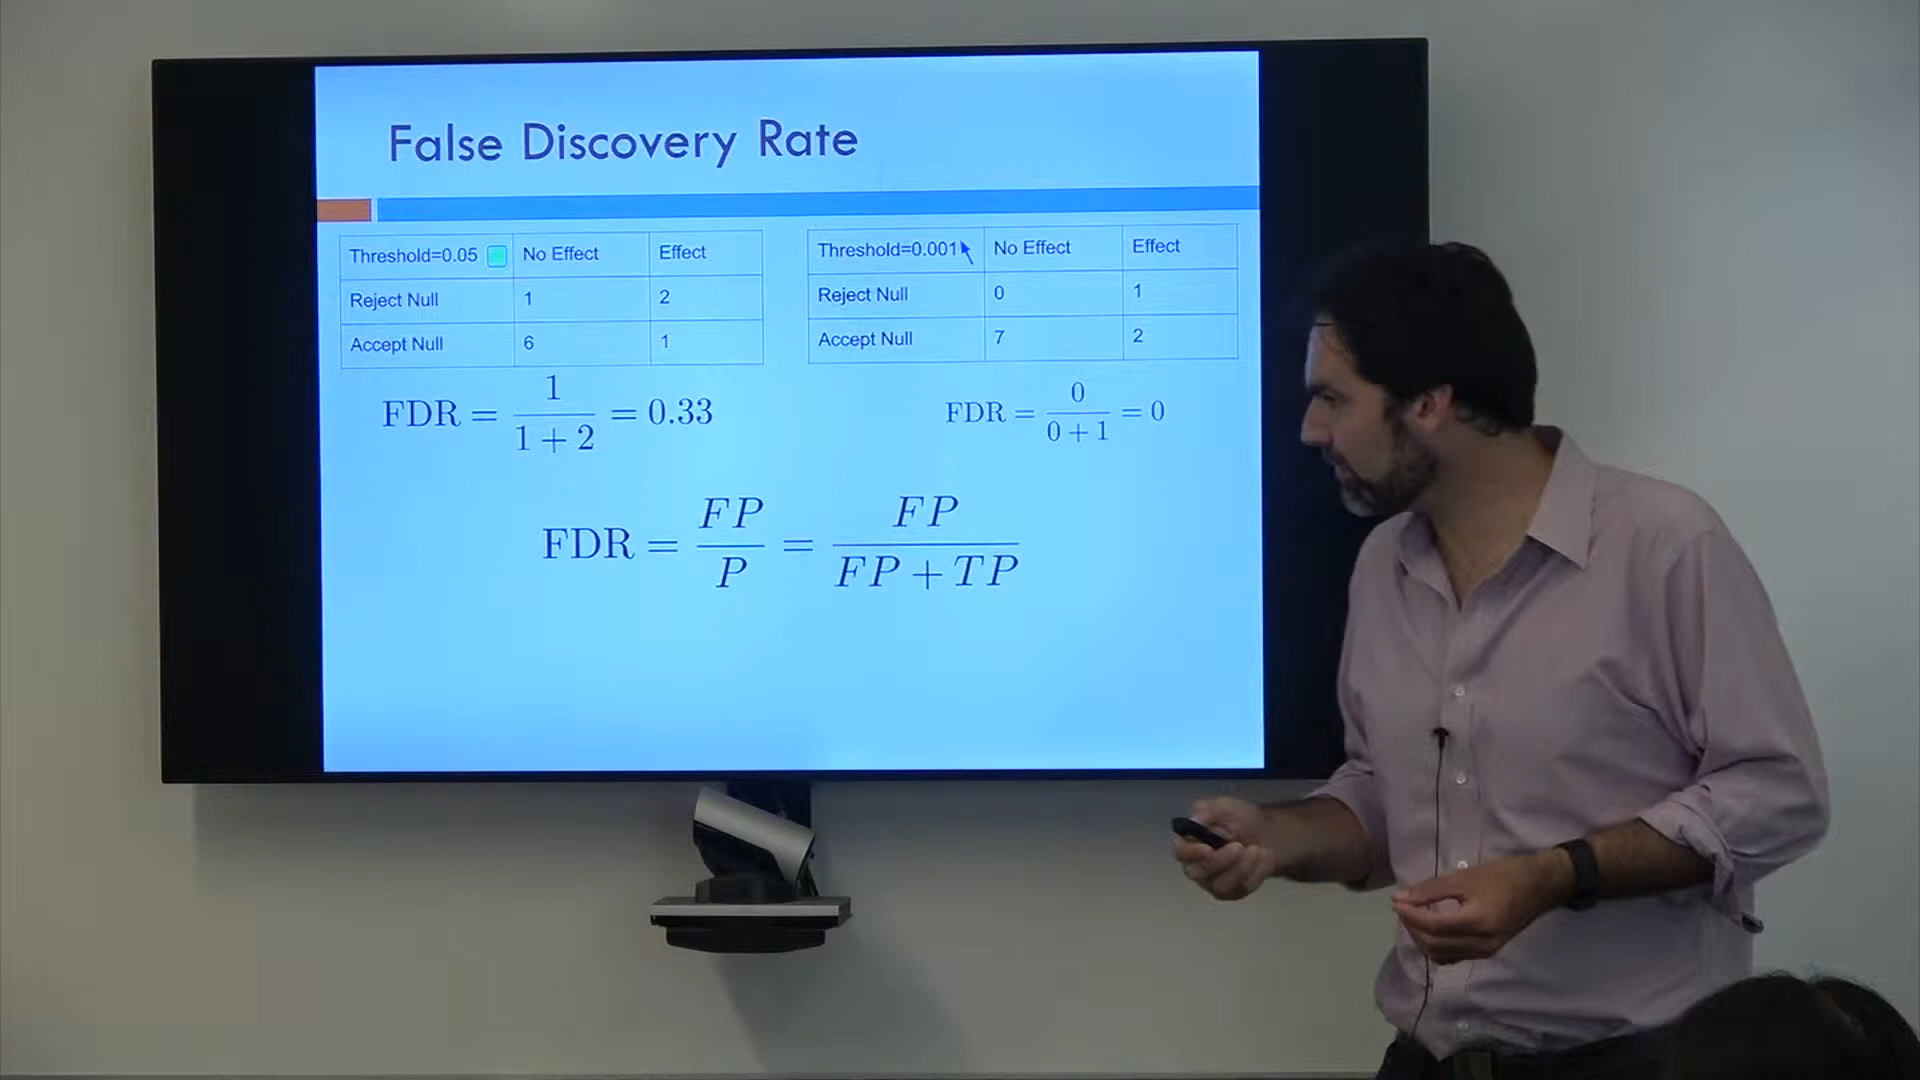 False Discovery Rate
Threshold=0.05 No Effect Effect
Reject Null 1 2
Accept Null 6 1
Threshold=0.001 No Effect Effect
Reject Null 0 1
Accept Null 7 2
FDR = 1 / (1 + 2) = 0.33
FDR = 0 / (0 + 1) = 0
FDR = FP / P = FP / (FP + TP)